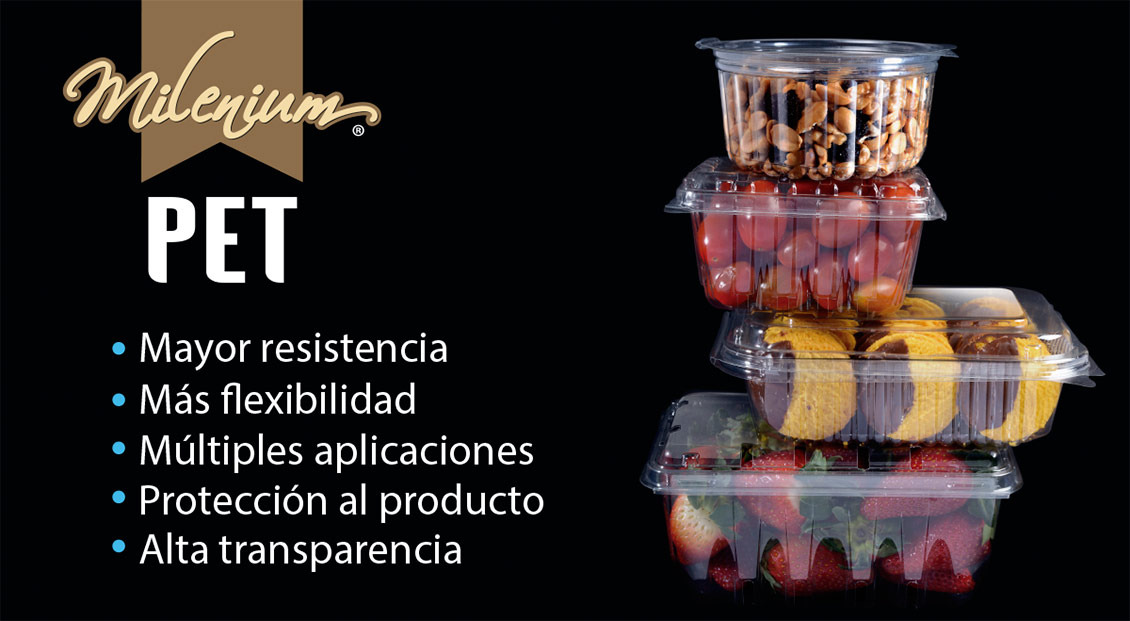 Milenium®
PET
• Mayor resistencia
• Más flexibilidad
• Múltiples aplicaciones
• Protección al producto
• Alta transparencia